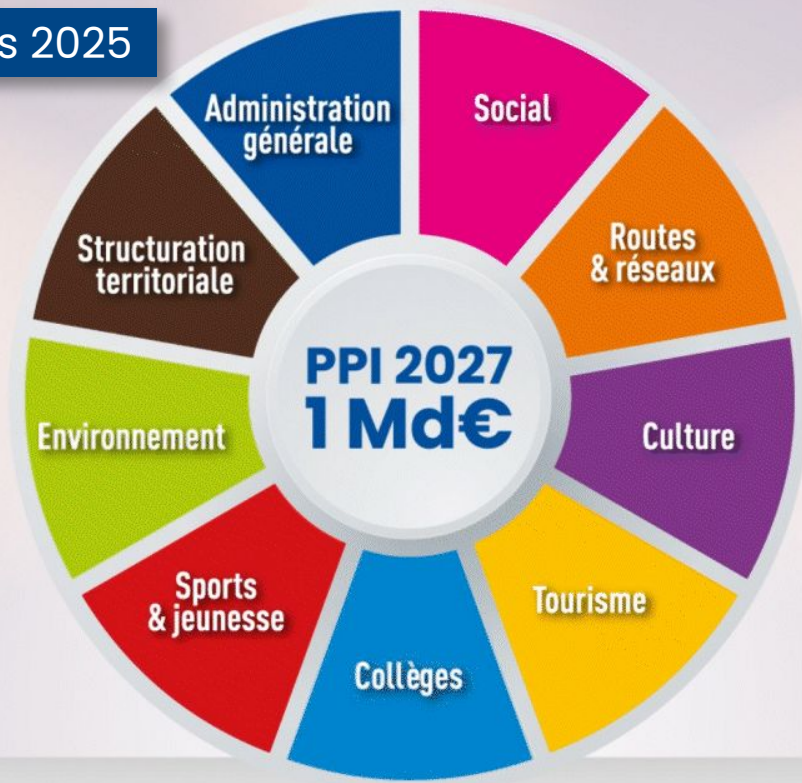 2025
Administration
générale
Social
Routes
& réseaux
Culture
Tourisme
Collèges
Sports
& jeunesse
Environnement
Structuration
territoriale
PPI 2027
1 Md€